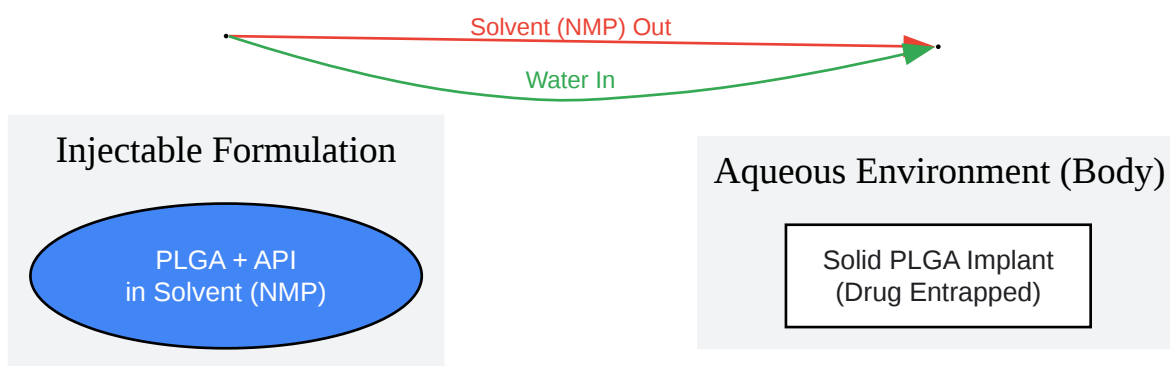 Solvent (NMP) Out
Water In
Injectable Formulation
PLGA + API
in Solvent (NMP)
Aqueous Environment (Body)
Solid PLGA Implant
(Drug Entrapped)